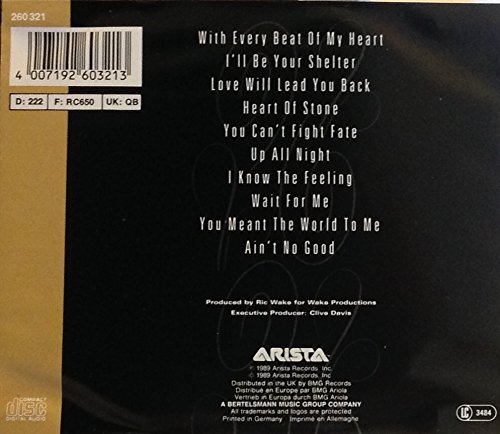 260 321
4 007192 603213
D: 222 F: RC650 UK: QB
With Every Beat Of My Heart
I'll Be Your Shelter
Love Will Lead You Back
Heart Of Stone
You Can't Fight Fate
Up All Night
I Know The Feeling
Wait For Me
You Meant The World To Me
Ain't No Good
Produced by Ric Wake for Wake Productions
Executive Producer: Clive Davis
ARISTA
℗ 1989 Arista Records, Inc.
© 1989 Arista Records, Inc
Distributed in the UK by BMG Records
Distribué en Europe par BMG Ariola
Vertrieb in Europa durch BMG Ariola
A BERTELSMANN MUSIC GROUP COMPANY
All trademarks and logos are protected
Printed in Germany Imprimé en Allemagne
COMPACT
disc
DIGITAL AUDIO
LC 3484